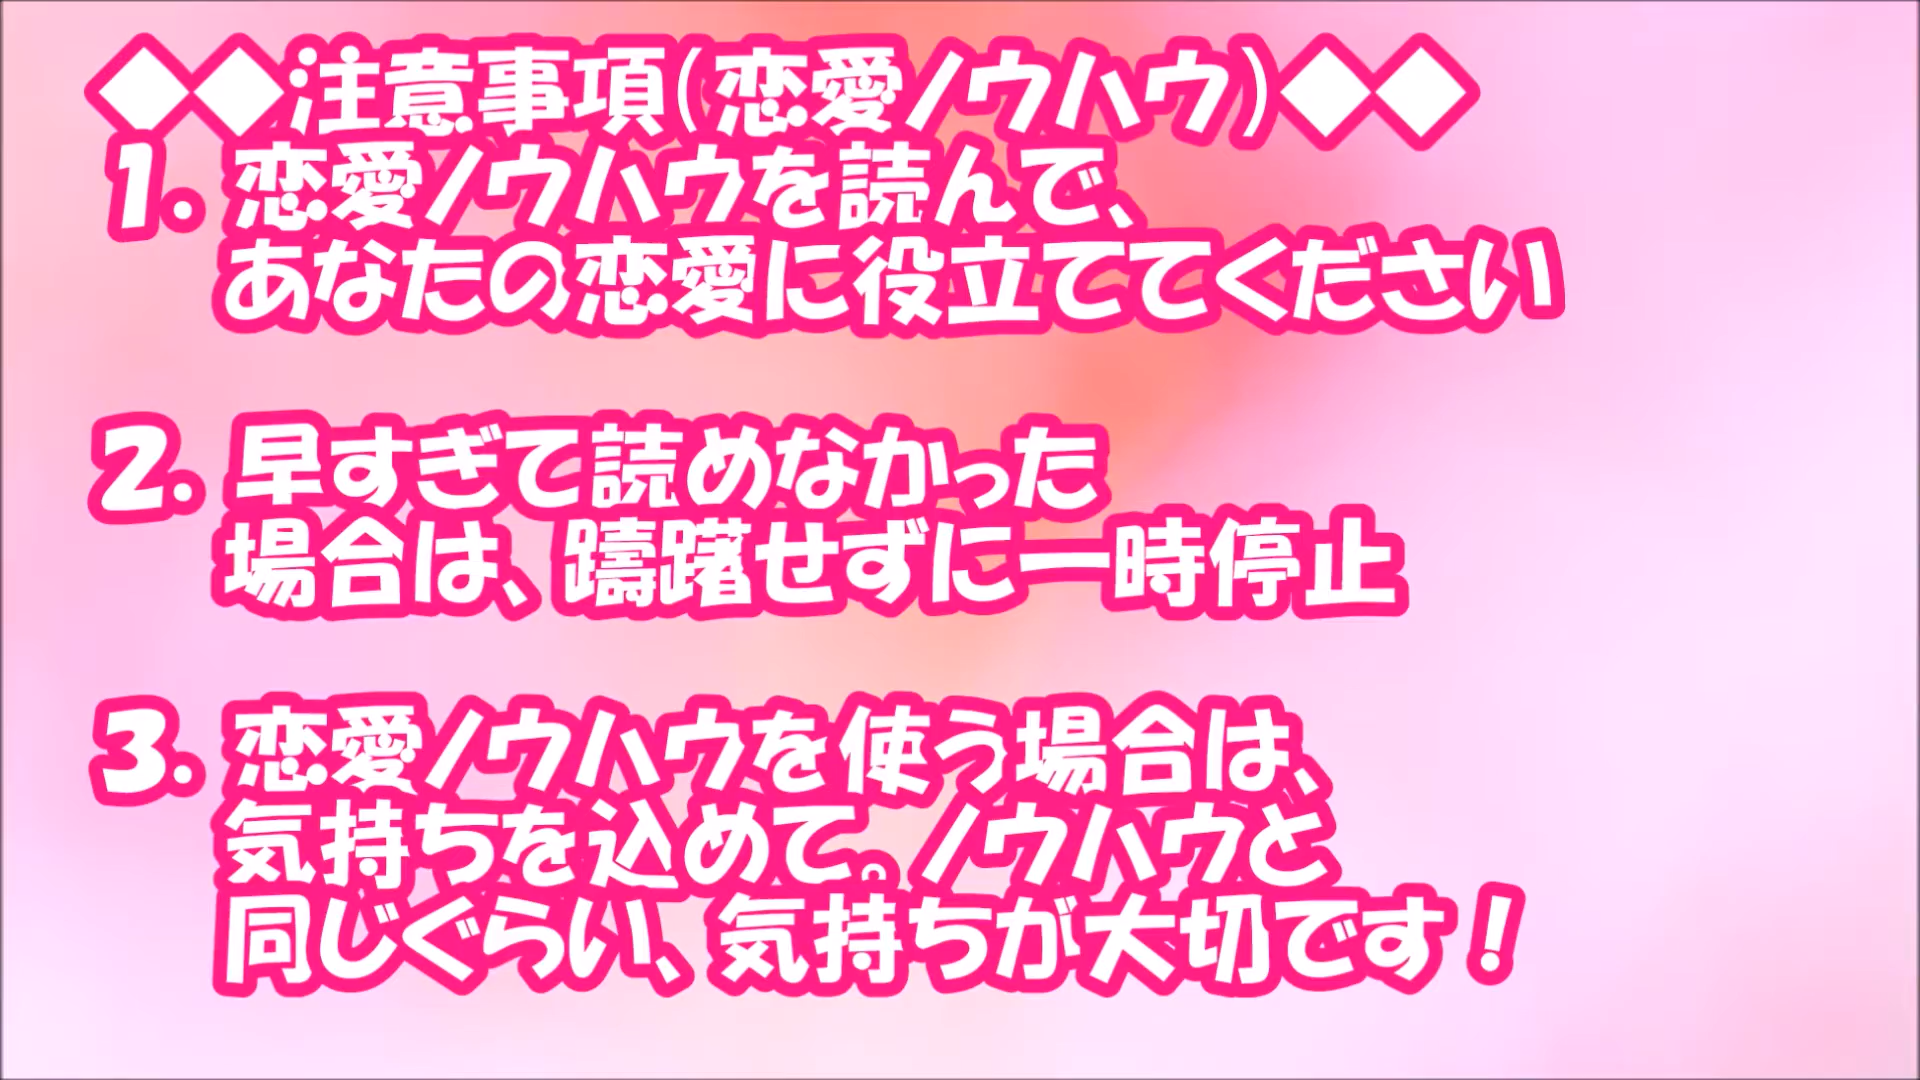 ◆◆注意事項(恋愛ノウハウ)◆◆
1. 恋愛ノウハウを読んで、
あなたの恋愛に役立ててください
2. 早すぎて読めなかった
場合は、躊躇せずに一時停止
3. 恋愛ノウハウを使う場合は、
気持ちを込めて。ノウハウと
同じぐらい、気持ちが大切です!